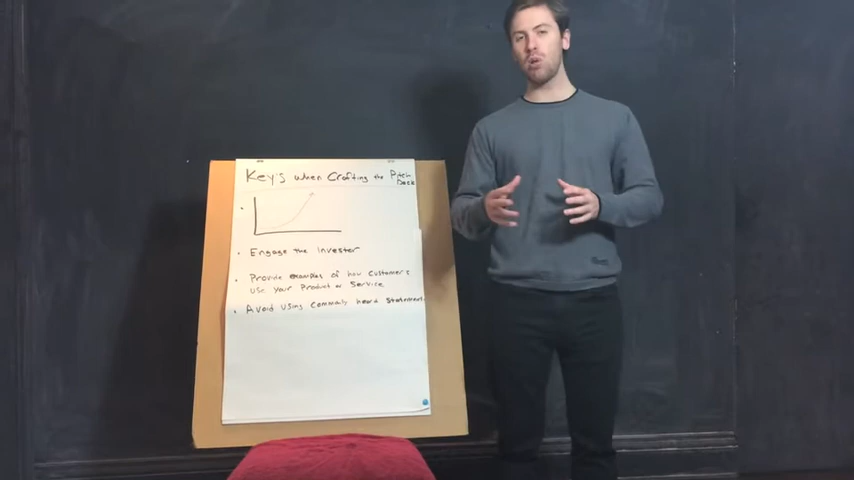 Key's when Crafting the Pitch
Deck
Engage the investor
Provide examples of how customer's
use your product or service
Avoid using commonly heard statements